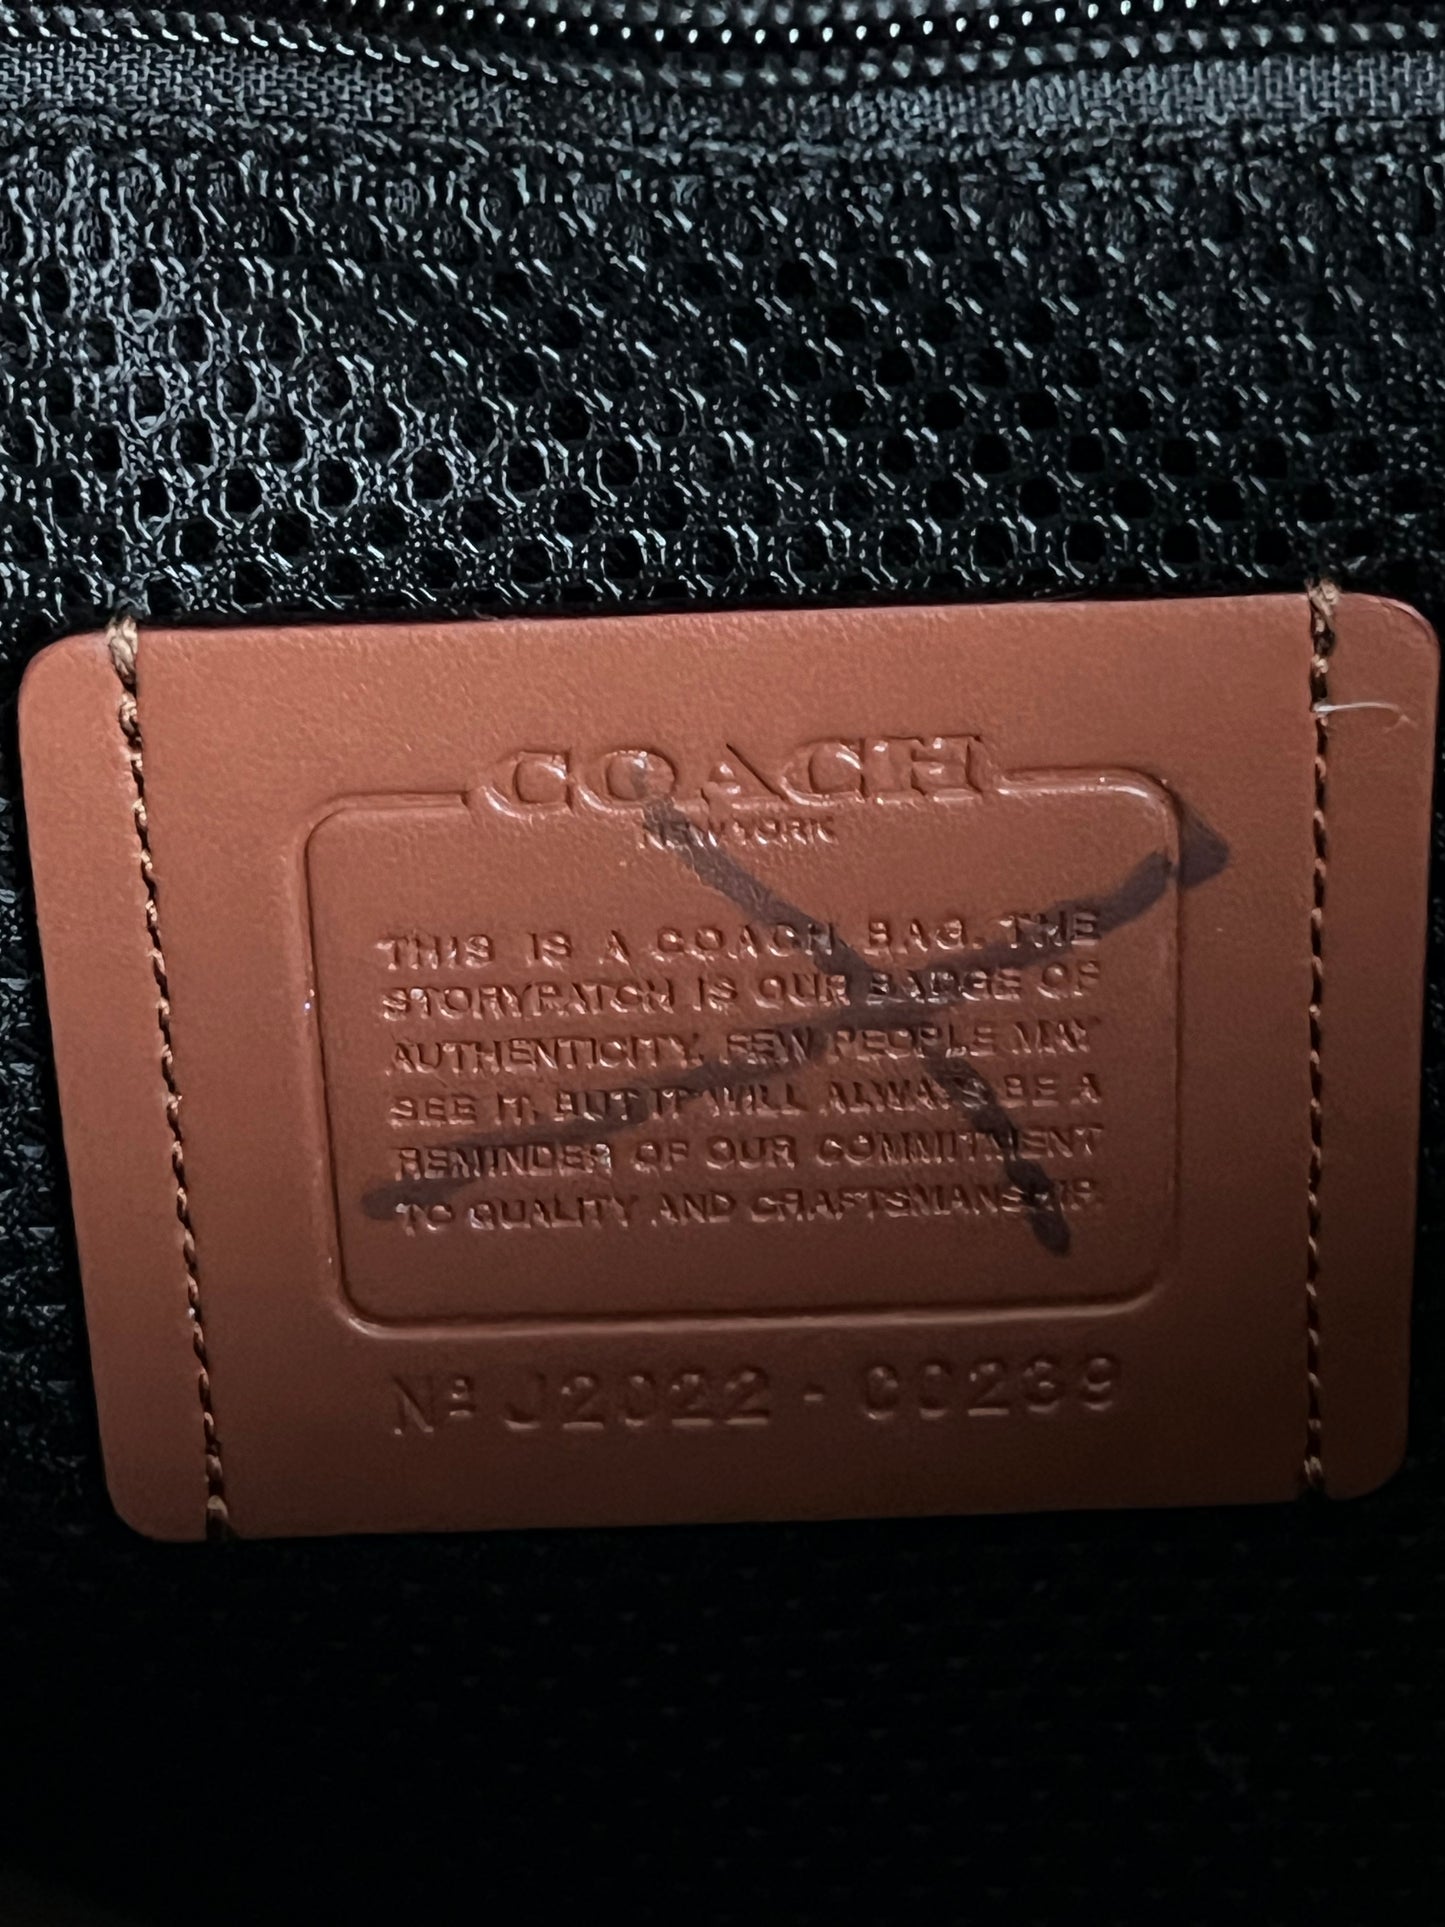 COACH
NEW YORK
THIS IS A COACH BAG. THE
STORYPATCH IS OUR BADGE OF
AUTHENTICITY. FEW PEOPLE MAY
SEE IT. BUT IT WILL ALWAYS BE A
REMINDER OF OUR COMMITMENT
TO QUALITY AND CRAFTSMANSHIP.
Nº J2022 - C0239